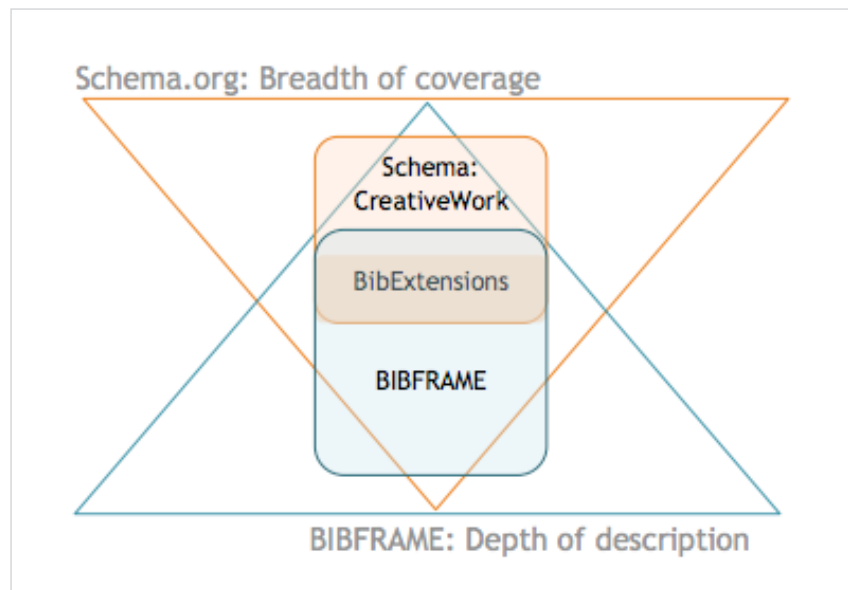 Schema.org: Breadth of coverage
Schema:
CreativeWork
BibExtensions
BIBFRAME
BIBFRAME: Depth of description